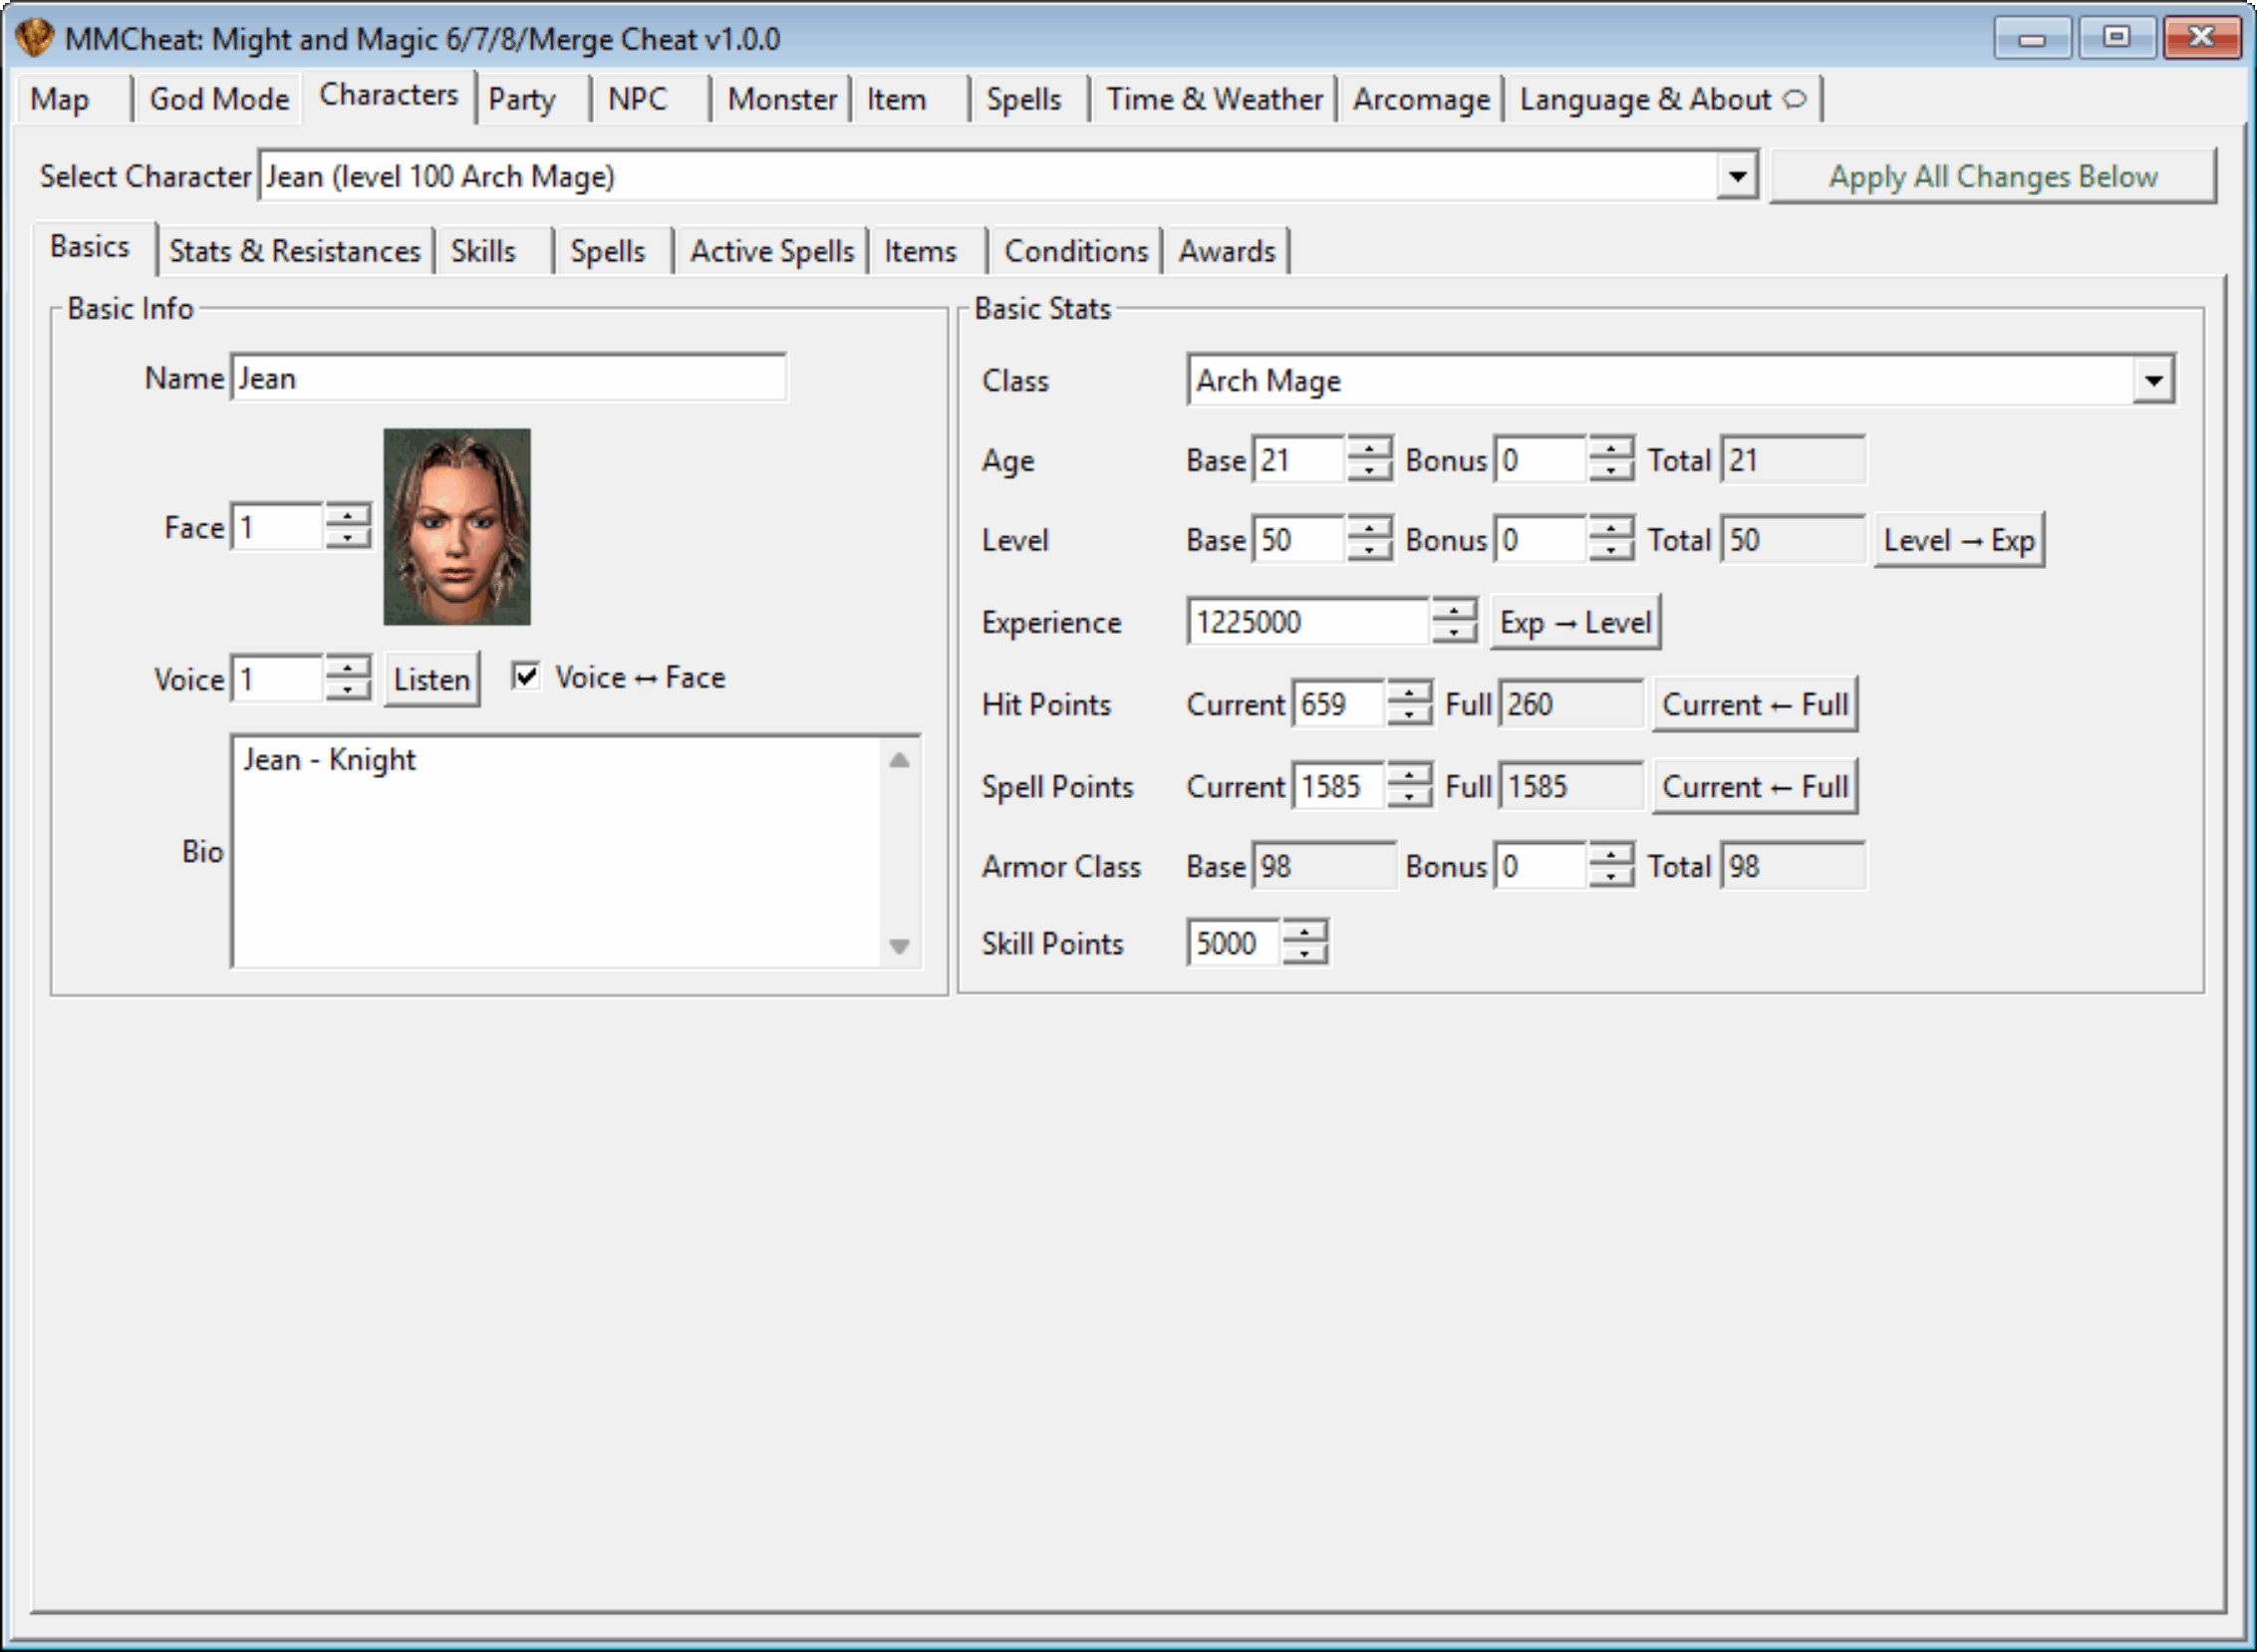 MMCheat: Might and Magic 6/7/8/Merge Cheat v1.0.0
Map God Mode Characters Party NPC Monster Item Spells Time & Weather Arcomage Language & About
Select Character Jean (level 100 Arch Mage) Apply All Changes Below
Basics Stats & Resistances Skills Spells Active Spells Items Conditions Awards
Basic Info
Name Jean
Face 1
Voice 1 Listen Voice ↔ Face
Bio Jean - Knight
Basic Stats
Class Arch Mage
Age Base 21 Bonus 0 Total 21
Level Base 50 Bonus 0 Total 50 Level → Exp
Experience 1225000 Exp → Level
Hit Points Current 659 Full 260 Current ← Full
Spell Points Current 1585 Full 1585 Current ← Full
Armor Class Base 98 Bonus 0 Total 98
Skill Points 5000